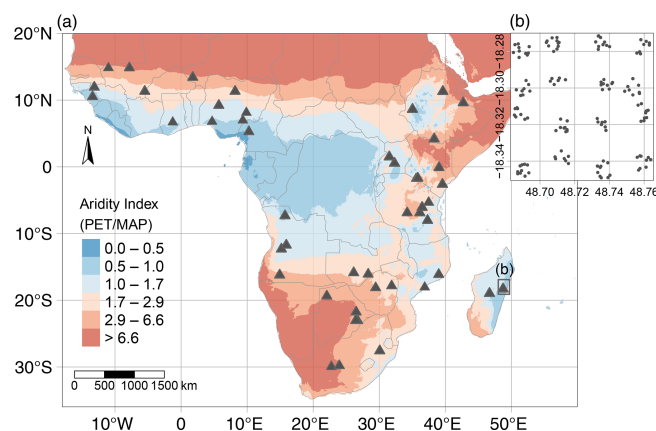 (a)
(b)
20°N
10°N
0
10°S
20°S
30°S
N
Aridity Index
(PET/MAP)
0.0 – 0.5
0.5 – 1.0
1.0 – 1.7
1.7 – 2.9
2.9 – 6.6
> 6.6
0 500 1000 1500 km
10°W 0 10°E 20°E 30°E 40°E 50°E
(b)
−18.28
−18.30
−18.32
−18.34
48.70 48.72 48.74 48.76